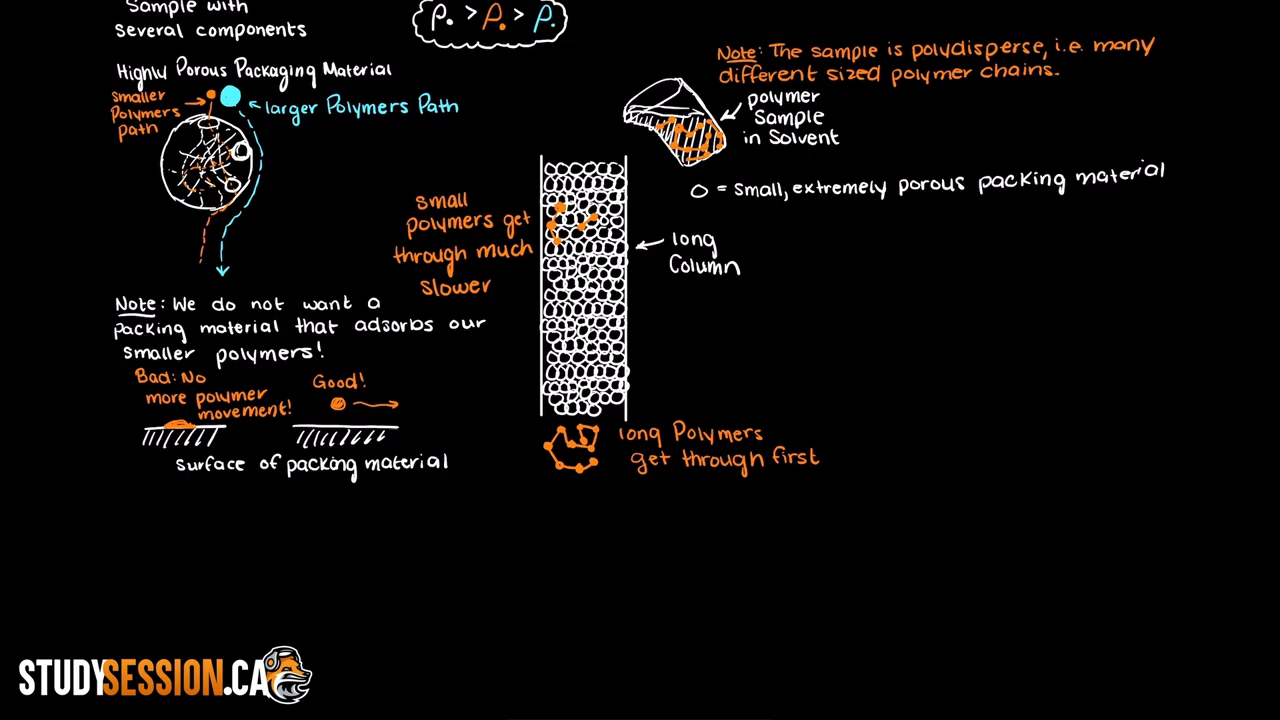 Sample with
several components
ρ. > ρ. > ρ.
Highly Porous Packaging Material
smaller
Polymers
path
larger Polymers Path
Note: We do not want a
packing material that adsorbs our
smaller polymers!
Bad: No
more polymer
movement!
Good!
surface of packing material
small
polymers get
through much
slower
Note: The sample is polydisperse, i.e. many
different sized polymer chains.
polymer
Sample
in Solvent
O = small, extremely porous packing material
long
Column
long Polymers
get through first
STUDYSESSION.CA